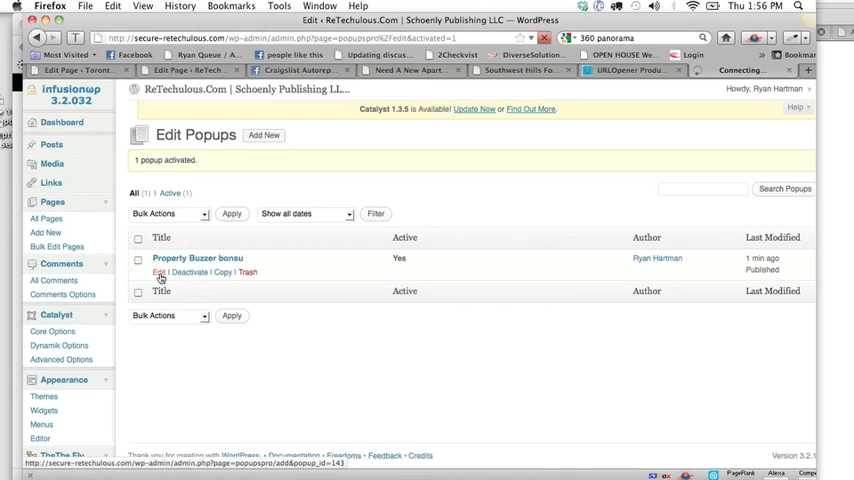 Firefox File Edit View History Bookmarks Tools Window Help Thu 1:56 PM
Edit ‹ ReTechulous.Com | Schoenly Publishing LLC — WordPress
http://secure-retechulous.com/wp-admin/admin.php?page=popupspro%2Fedit&activated=1
360 panorama
Most Visited Facebook Ryan Queue / A... people like this Updating discus... 2Checkvist DiverseSolution... OPEN HOUSE W... Login Bookmarks
Edit Page ‹ Toront... Edit Page ‹ ReTech... Craigslist Autorep... Need A New Apart... Southwest Hills Fo... URLOpener Produ... Connecting...
infusionwp
3.2.032
ReTechulous.Com | Schoenly Publishing LL...
Howdy, Ryan Hartman
Catalyst 1.3.5 is Available! Update Now or Find Out More.
Help
Dashboard
Posts
Media
Links
Pages
All Pages
Add New
Bulk Edit Pages
Comments
All Comments
Comments Options
Catalyst
Core Options
Dynamik Options
Advanced Options
Appearance
Themes
Widgets
Menus
Editor
TheThe Fly
Edit Popups Add New
1 popup activated.
All (1) | Active (1)
Search Popups
Bulk Actions Apply Show all dates Filter
Title Active Author Last Modified
Property Buzzer bonsu Yes Ryan Hartman 1 min ago
Edit | Deactivate | Copy | Trash Published
Title Active Author Last Modified
Bulk Actions Apply
Thank you for creating with WordPress. • Documentation • Freedoms • Feedback • Credits Version 3.2.1
http://secure-retechulous.com/wp-admin/admin.php?page=popupspro/add&popup_id=143
S3Fox PageRank Alexa